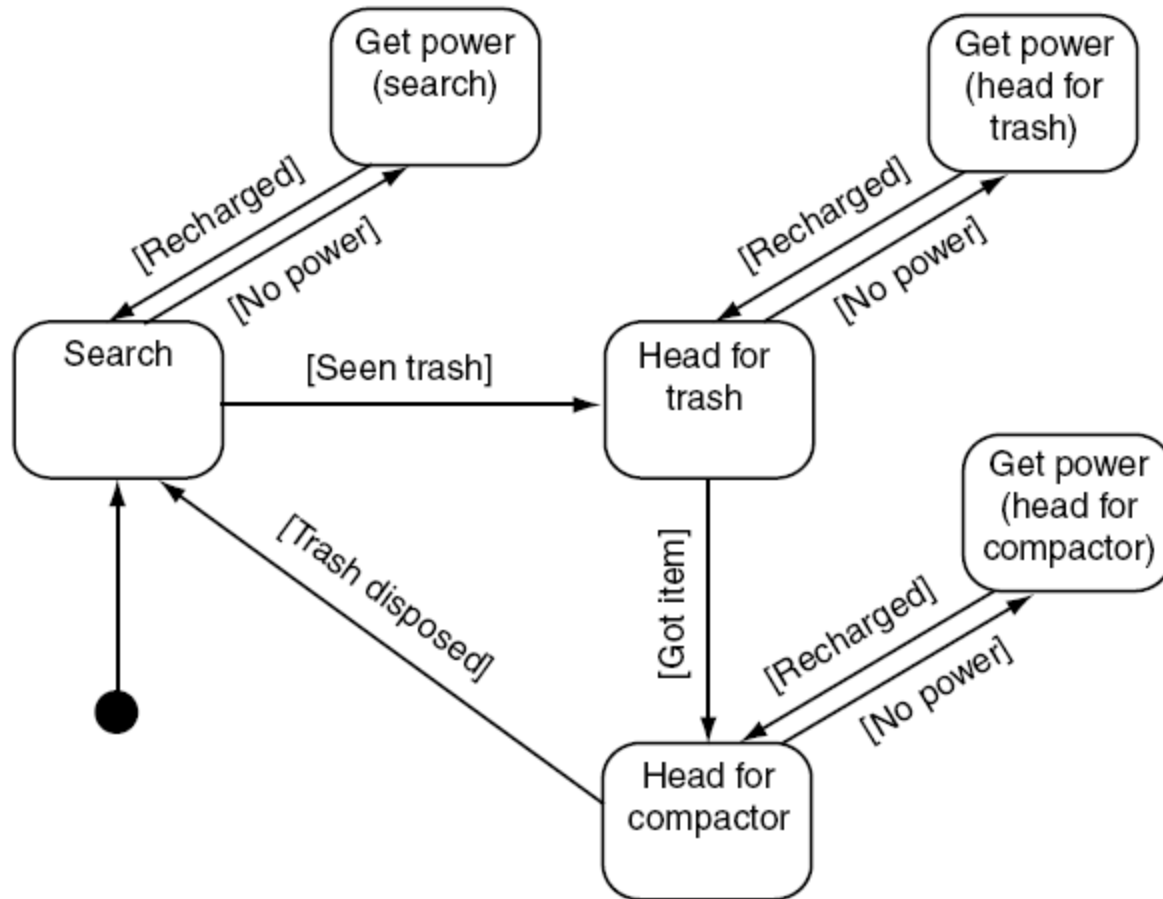 Get power
(search)
Get power
(head for
trash)
[Recharged]
[No power]
[Recharged]
[No power]
Search
[Seen trash]
Head for
trash
Get power
(head for
compactor)
[Trash disposed]
[Got item]
[Recharged]
[No power]
Head for
compactor